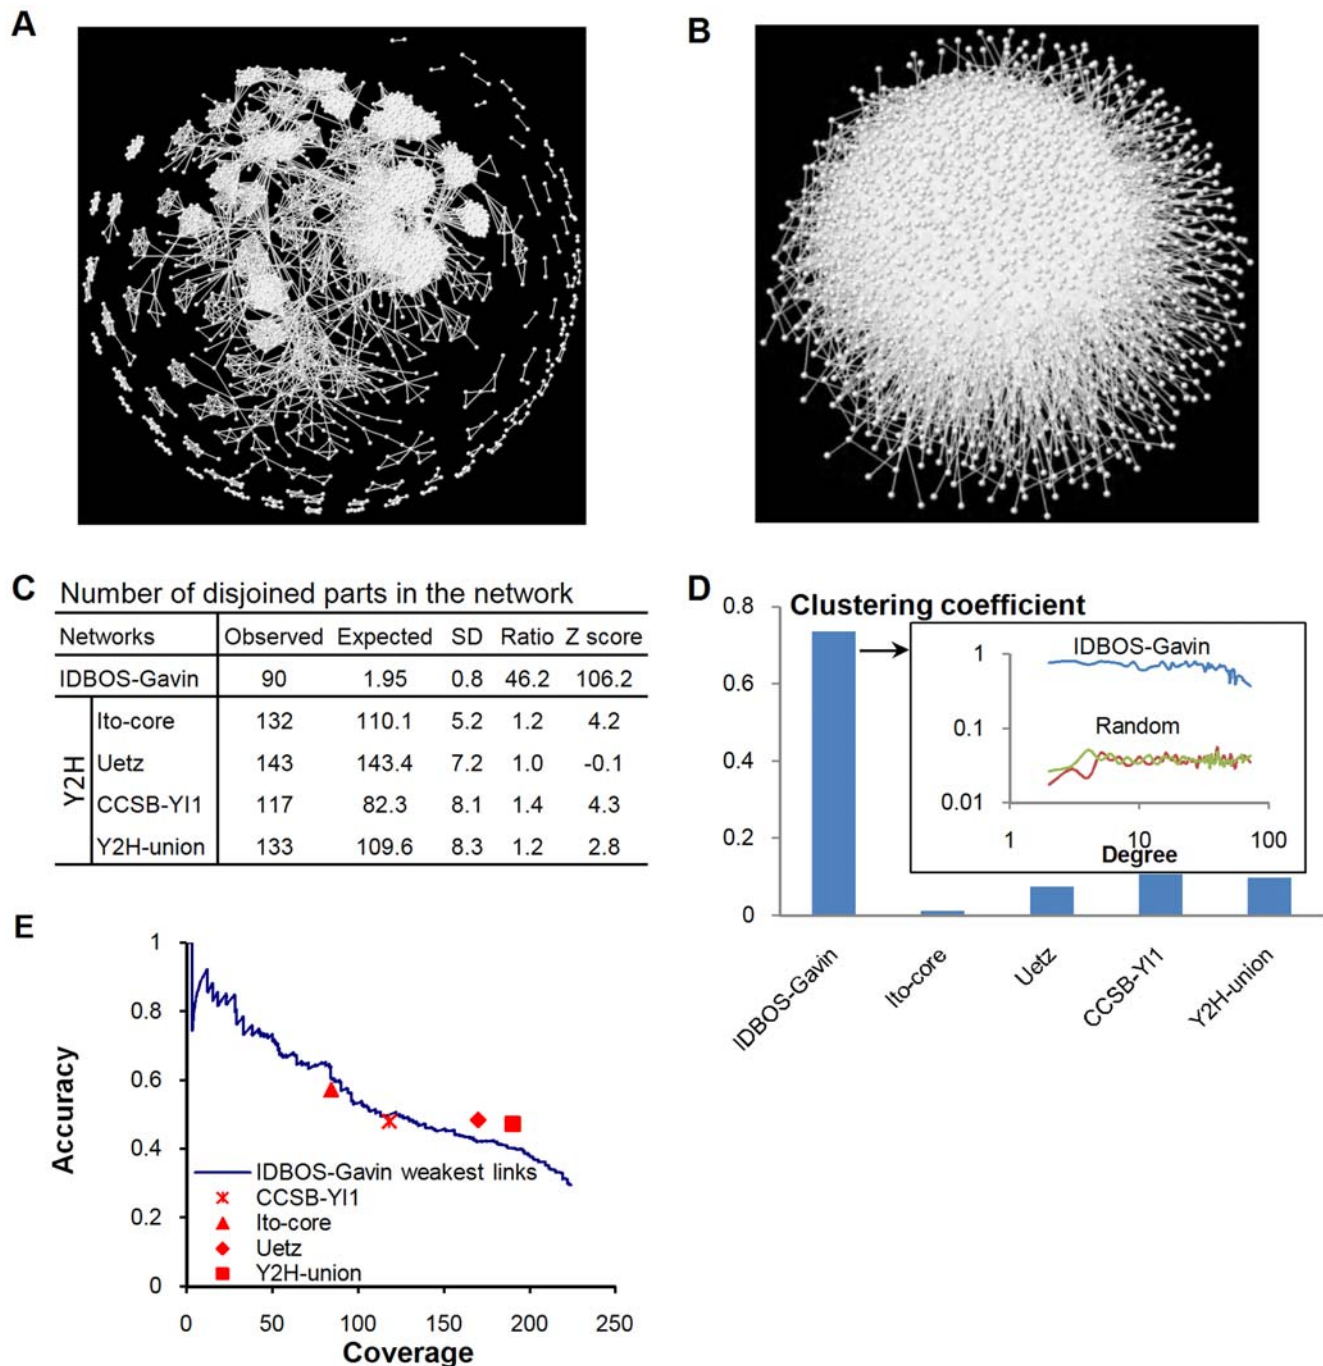 A
B
C Number of disjoined parts in the network
Networks Observed Expected SD Ratio Z score
IDBOS-Gavin 90 1.95 0.8 46.2 106.2
Y2H
Ito-core 132 110.1 5.2 1.2 4.2
Uetz 143 143.4 7.2 1.0 -0.1
CCSB-YI1 117 82.3 8.1 1.4 4.3
Y2H-union 133 109.6 8.3 1.2 2.8
D
Clustering coefficient
0.8
0.6
0.4
0.2
0
IDBOS-Gavin
Random
1
0.1
0.01
1 10 100
Degree
IDBOS-Gavin
Ito-core
Uetz
CCSB-YI1
Y2H-union
E
Accuracy
1
0.8
0.6
0.4
0.2
0
IDBOS-Gavin weakest links
CCSB-YI1
Ito-core
Uetz
Y2H-union
0 50 100 150 200 250
Coverage